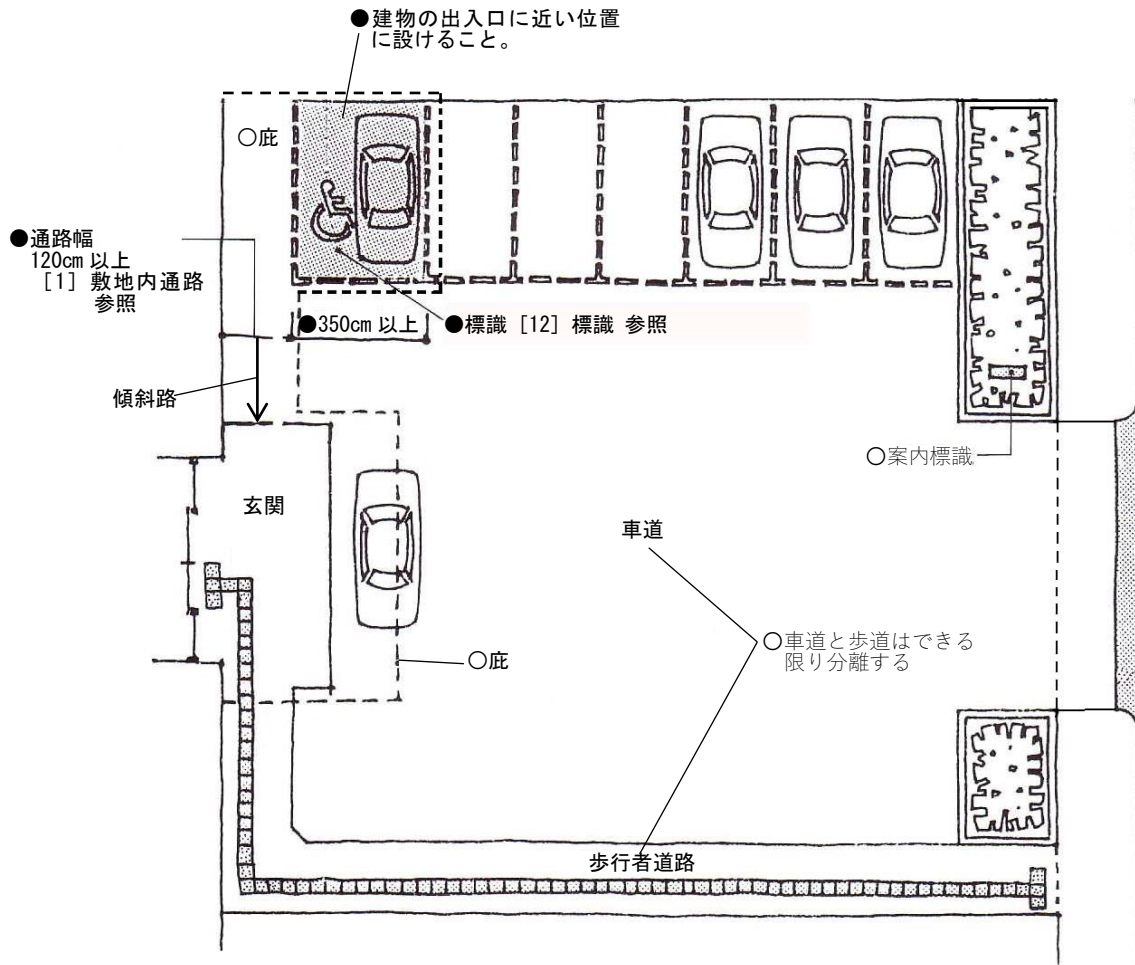 ●建物の出入口に近い位置
に設けること。
○庇
●通路幅
120cm 以上
[1] 敷地内通路
参照
●350cm 以上
●標識 [12] 標識 参照
傾斜路
○案内標識
玄関
車道
○車道と歩道はできる
限り分離する
○庇
歩行者道路